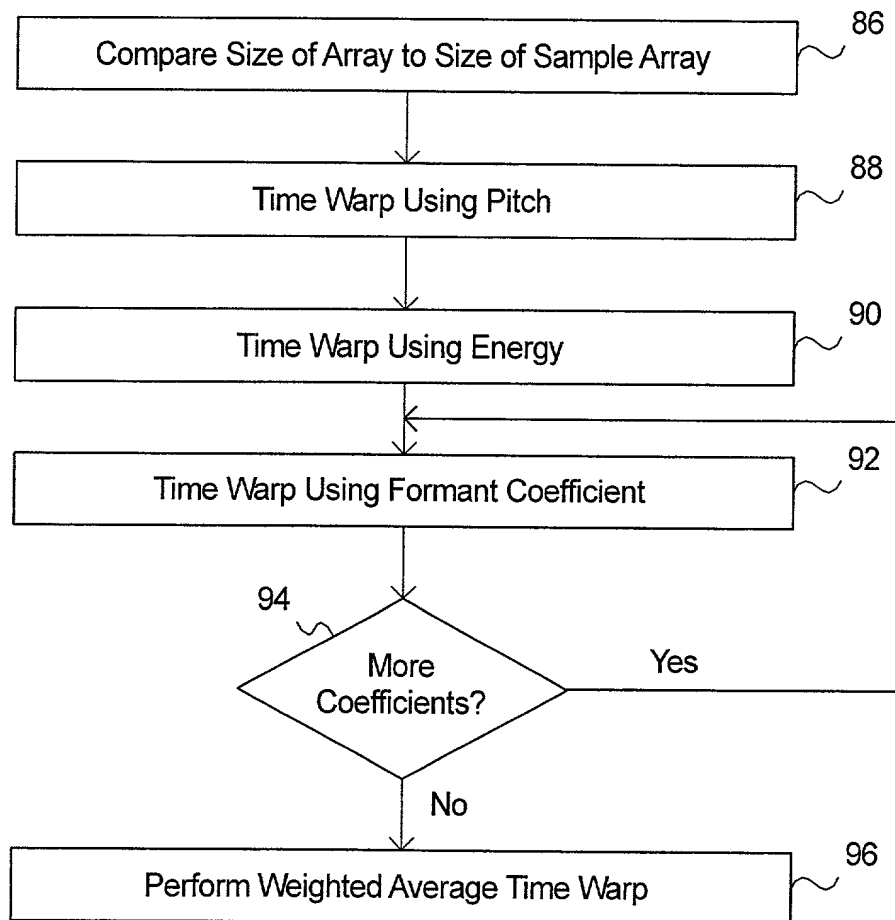 86
Compare Size of Array to Size of Sample Array
88
Time Warp Using Pitch
90
Time Warp Using Energy
92
Time Warp Using Formant Coefficient
94
More
Coefficients?
Yes
No
96
Perform Weighted Average Time Warp